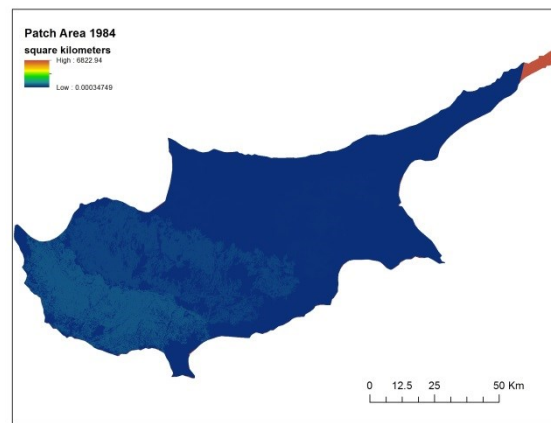 Patch Area 1984
square kilometers
High : 6822.94
Low : 0.00034749
0 12.5 25 50 Km